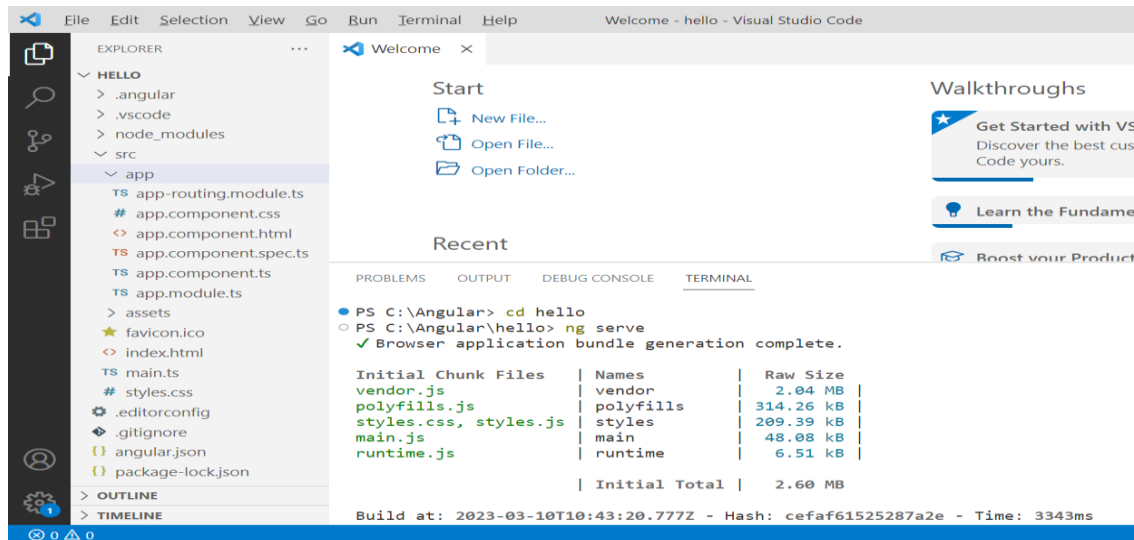 File Edit Selection View Go Run Terminal Help Welcome - hello - Visual Studio Code
EXPLORER ...
Welcome
HELLO
.angular
.vscode
node_modules
src
app
TS app-routing.module.ts
# app.component.css
<> app.component.html
TS app.component.spec.ts
TS app.component.ts
TS app.module.ts
assets
favicon.ico
<> index.html
TS main.ts
# styles.css
.editorconfig
.gitignore
{} angular.json
{} package-lock.json
OUTLINE
TIMELINE
1
0 0
Start
New File...
Open File...
Open Folder...
Recent
Walkthroughs
Get Started with VS
Discover the best cus
Code yours.
Learn the Fundame
Boost your Product
PROBLEMS OUTPUT DEBUG CONSOLE TERMINAL
PS C:\Angular> cd hello
PS C:\Angular\hello> ng serve
✓ Browser application bundle generation complete.
Initial Chunk Files | Names | Raw Size
vendor.js | vendor | 2.04 MB |
polyfills.js | polyfills | 314.26 kB |
styles.css, styles.js | styles | 209.39 kB |
main.js | main | 48.08 kB |
runtime.js | runtime | 6.51 kB |
| Initial Total | 2.60 MB
Build at: 2023-03-10T10:43:20.777Z - Hash: cefaf61525287a2e - Time: 3343ms